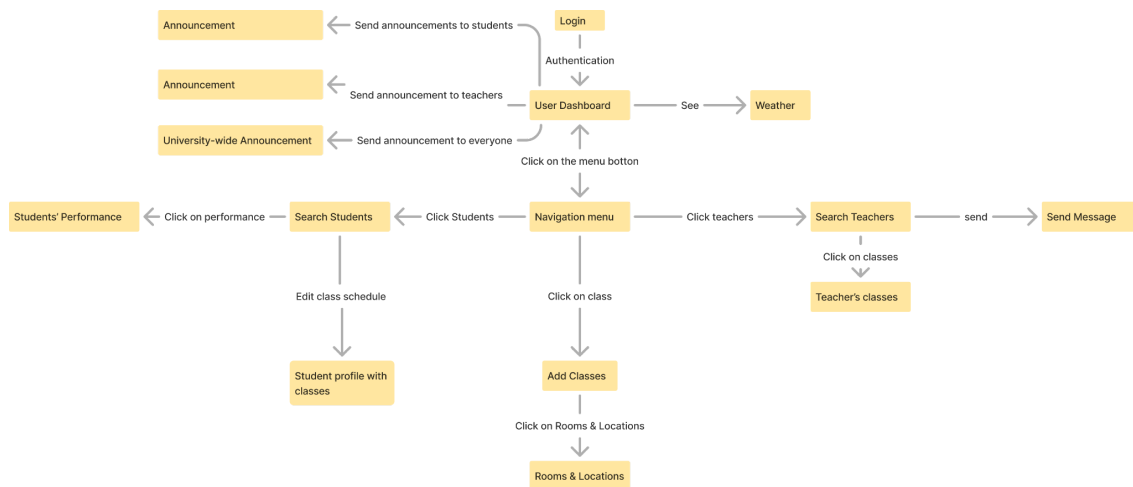 Announcement
Send announcements to students
Login
Authentication
Announcement
Send announcement to teachers
User Dashboard
See
Weather
University-wide Announcement
Send announcement to everyone
Click on the menu botton
Students' Performance
Click on performance
Search Students
Click Students
Navigation menu
Click teachers
Search Teachers
send
Send Message
Click on classes
Edit class schedule
Click on class
Teacher's classes
Student profile with
classes
Add Classes
Click on Rooms & Locations
Rooms & Locations